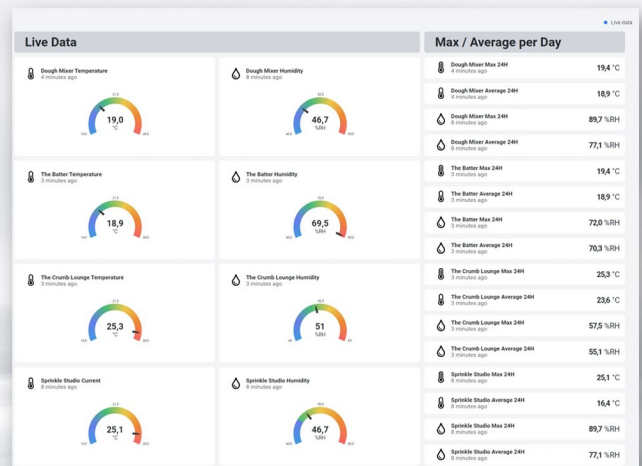 Live data
Live Data
Max / Average per Day
Dough Mixer Temperature
4 minutes ago
19,0
°C
Dough Mixer Humidity
8 minutes ago
46,7
%RH
The Batter Temperature
3 minutes ago
18,9
°C
The Batter Humidity
3 minutes ago
69,5
%RH
The Crumb Lounge Temperature
3 minutes ago
25,3
°C
The Crumb Lounge Humidity
3 minutes ago
51
%RH
Sprinkle Studio Current
8 minutes ago
25,1
°C
Sprinkle Studio Humidity
8 minutes ago
46,7
%RH
Dough Mixer Max 24H
4 minutes ago
19,4 °C
Dough Mixer Average 24H
4 minutes ago
18,9 °C
Dough Mixer Max 24H
8 minutes ago
89,7 %RH
Dough Mixer Average 24H
8 minutes ago
77,1 %RH
The Batter Max 24H
3 minutes ago
19,4 °C
The Batter Average 24H
3 minutes ago
18,9 °C
The Batter Max 24H
3 minutes ago
72,0 %RH
The Batter Average 24H
3 minutes ago
70,3 %RH
The Crumb Lounge Max 24H
3 minutes ago
25,3 °C
The Crumb Lounge Average 24H
3 minutes ago
23,6 °C
The Crumb Lounge Max 24H
3 minutes ago
57,5 %RH
The Crumb Lounge Average 24H
3 minutes ago
55,1 %RH
Sprinkle Studio Max 24H
8 minutes ago
25,1 °C
Sprinkle Studio Average 24H
8 minutes ago
16,4 °C
Sprinkle Studio Max 24H
8 minutes ago
89,7 %RH
Sprinkle Studio Average 24H
8 minutes ago
77,1 %RH